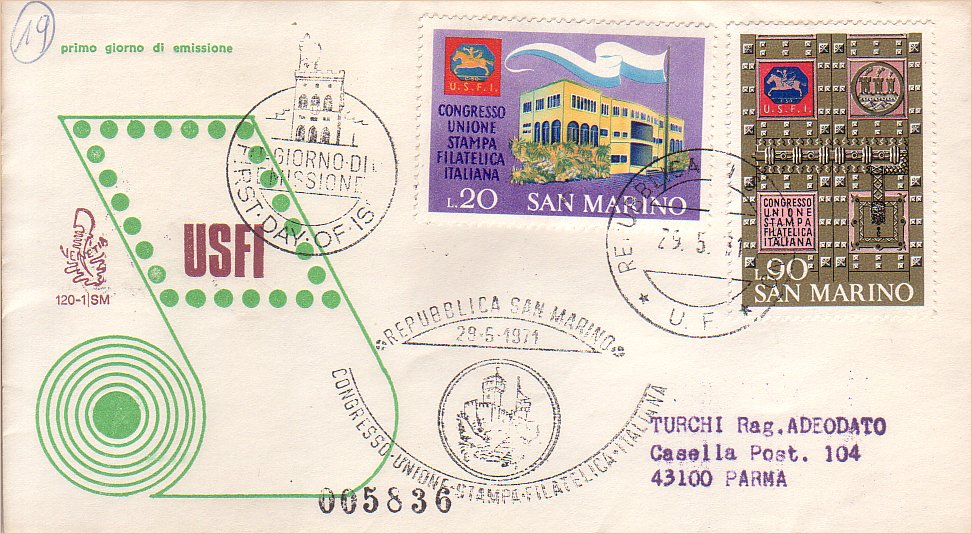 19
primo giorno di emissione
GIORNO DI
EMISSIONE
FIRST·DAY·OF·IS
U.S.F.I.
CONGRESSO
UNIONE
STAMPA
FILATELICA
ITALIANA
L.20 SAN MARINO
U.S.F.I.
CONGRESSO
UNIONE
STAMPA
FILATELICA
ITALIANA
L.90
SAN MARINO
29.5.
U. F.
USFI
120-1 SM
REPUBBLICA SAN MARINO
29-5-1971
CONGRESSO·UNIONE·STAMPA·FILATELICA·ITALIANA
TURCHI Rag.ADEODATO
Casella Post. 104
43100 PARMA
005836